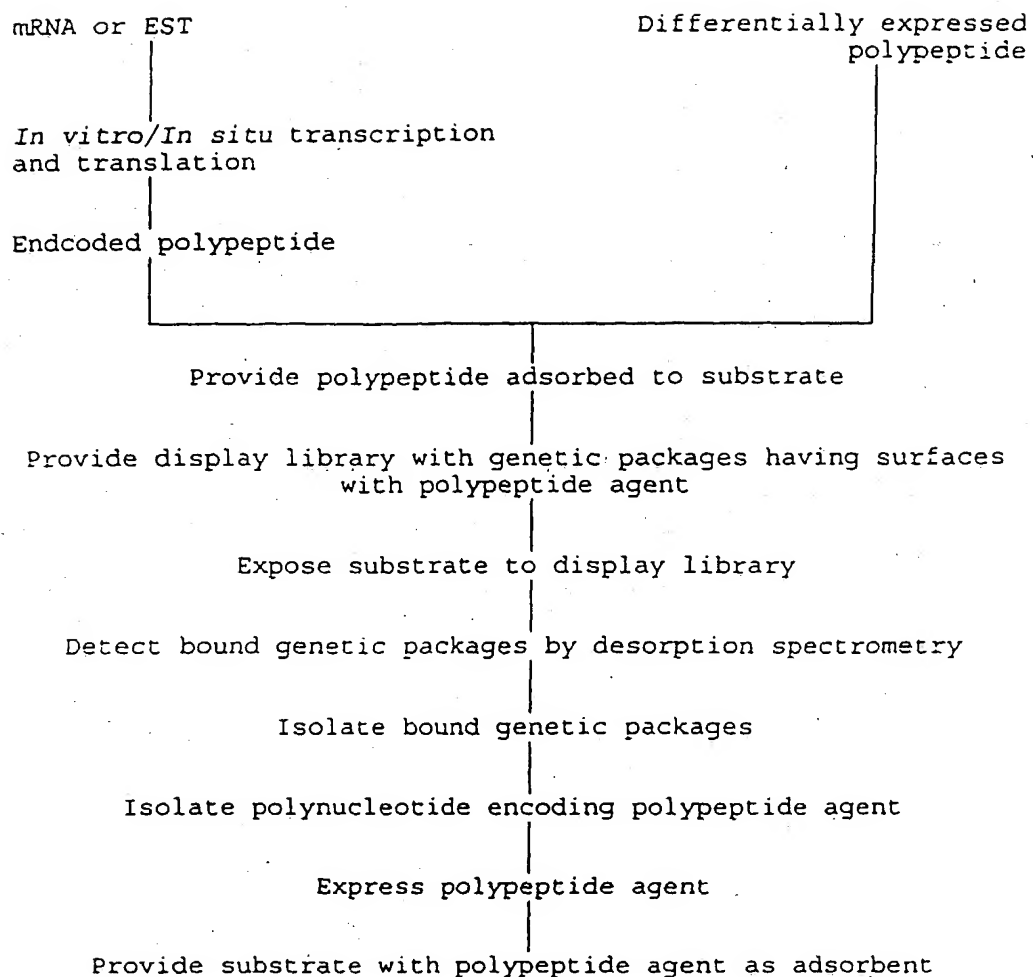 mRNA or EST
Differentially expressed
polypeptide
In vitro/In situ transcription
and translation
Endcoded polypeptide
Provide polypeptide adsorbed to substrate
Provide display library with genetic packages having surfaces
with polypeptide agent
Expose substrate to display library
Detect bound genetic packages by desorption spectrometry
Isolate bound genetic packages
Isolate polynucleotide encoding polypeptide agent
Express polypeptide agent
Provide substrate with polypeptide agent as adsorbent